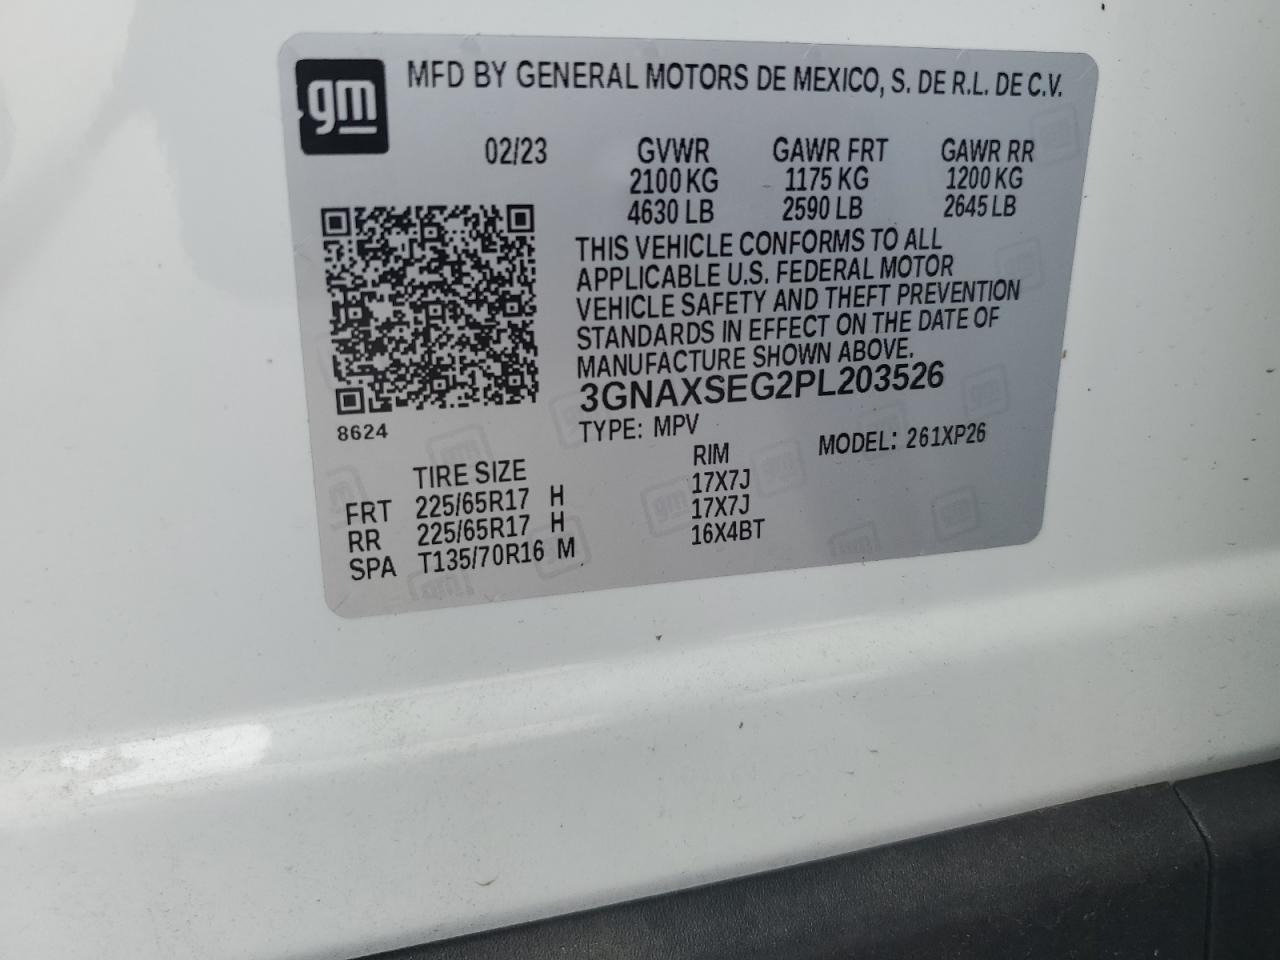 gm
MFD BY GENERAL MOTORS DE MEXICO, S. DE R.L. DE C.V.
02/23 GVWR GAWR FRT GAWR RR
2100 KG 1175 KG 1200 KG
4630 LB 2590 LB 2645 LB
THIS VEHICLE CONFORMS TO ALL
APPLICABLE U.S. FEDERAL MOTOR
VEHICLE SAFETY AND THEFT PREVENTION
STANDARDS IN EFFECT ON THE DATE OF
MANUFACTURE SHOWN ABOVE.
3GNAXSEG2PL203526
8624 TYPE: MPV MODEL: 261XP26
TIRE SIZE RIM
FRT 225/65R17 H 17X7J
RR 225/65R17 H 17X7J
SPA T135/70R16 M 16X4BT